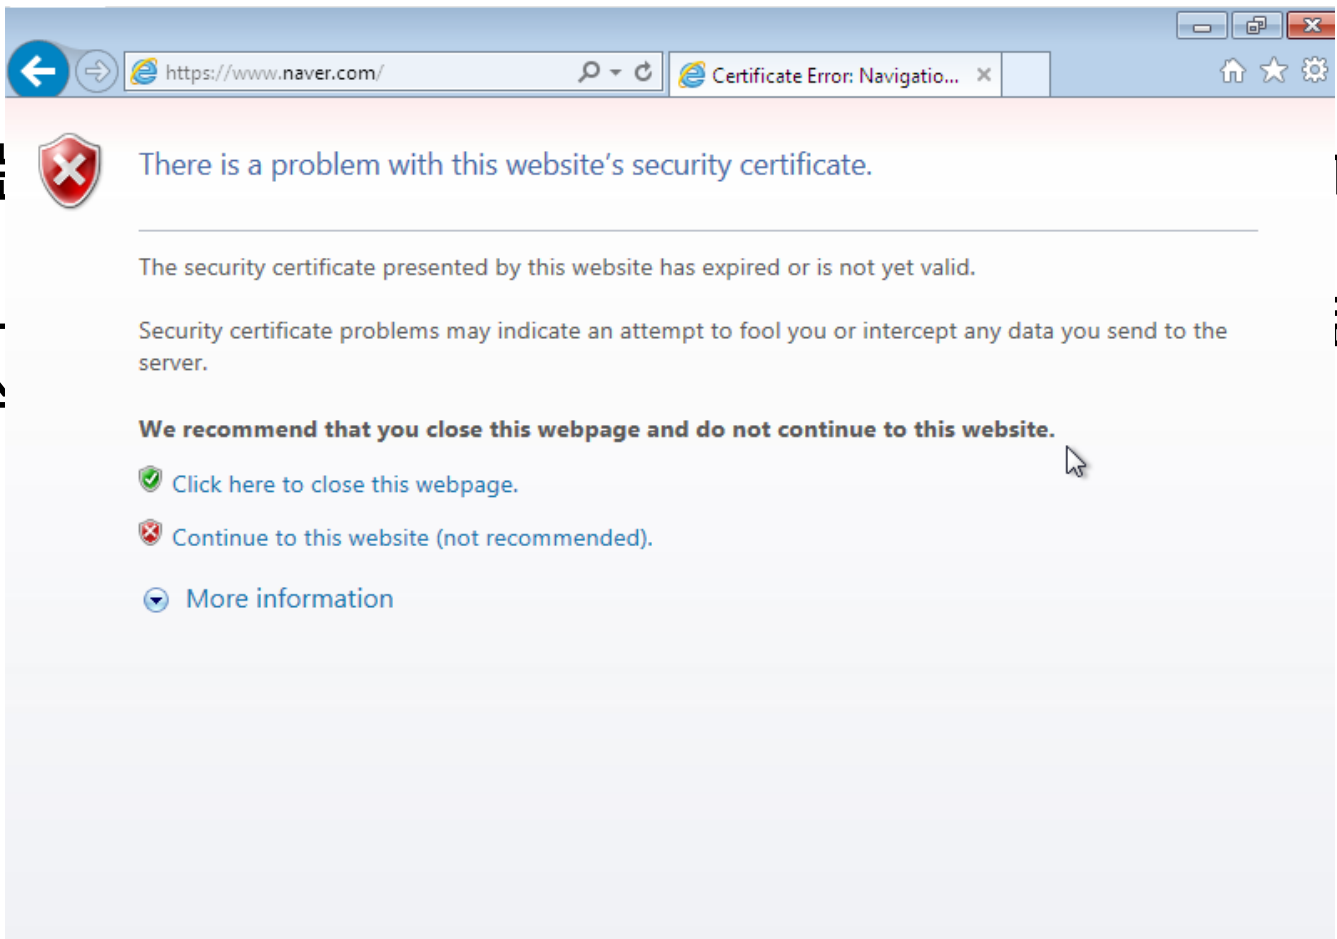 https://www.naver.com/
Certificate Error: Navigatio...
There is a problem with this website's security certificate.
The security certificate presented by this website has expired or is not yet valid.
Security certificate problems may indicate an attempt to fool you or intercept any data you send to the
server.
We recommend that you close this webpage and do not continue to this website.
Click here to close this webpage.
Continue to this website (not recommended).
More information